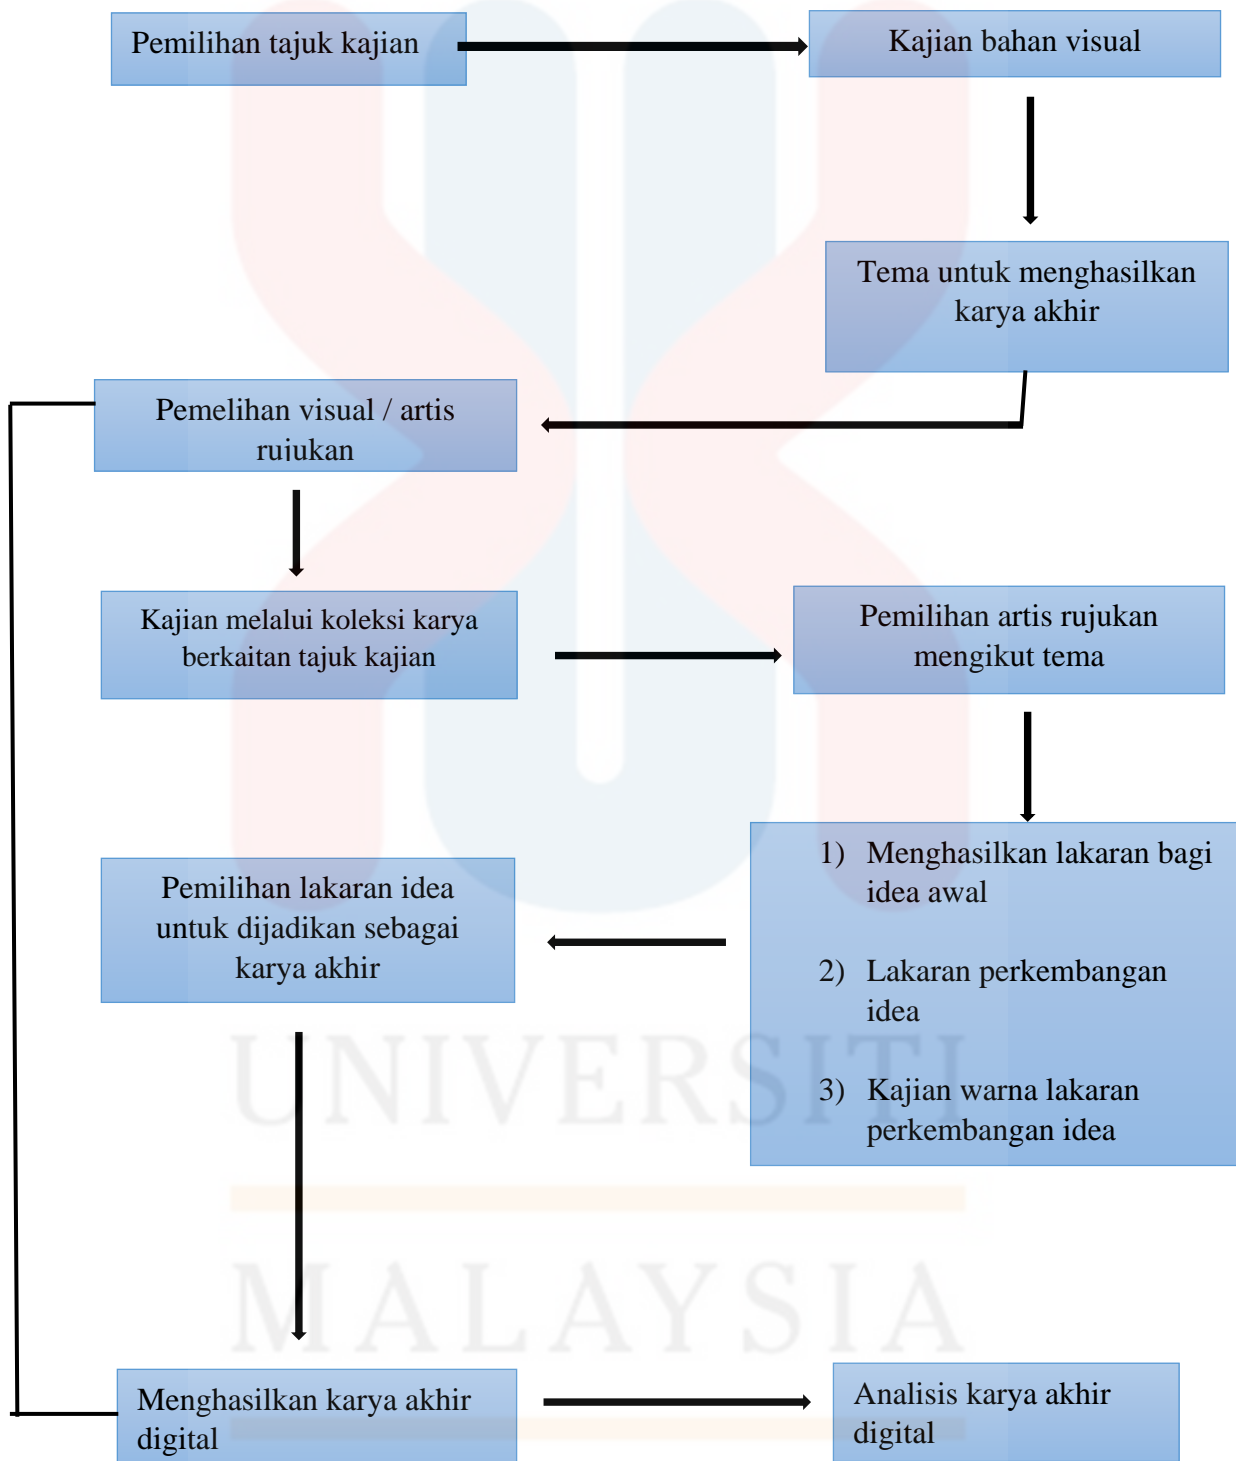 Pemilihan tajuk kajian
Kajian bahan visual
Tema untuk menghasilkan
karya akhir
Pemelihan visual / artis
rujukan
Kajian melalui koleksi karya
berkaitan tajuk kajian
Pemilihan artis rujukan
mengikut tema
1) Menghasilkan lakaran bagi
idea awal
2) Lakaran perkembangan
idea
3) Kajian warna lakaran
perkembangan idea
Pemilihan lakaran idea
untuk dijadikan sebagai
karya akhir
UNIVERSITI
MALAYSIA
Menghasilkan karya akhir
digital
Analisis karya akhir
digital